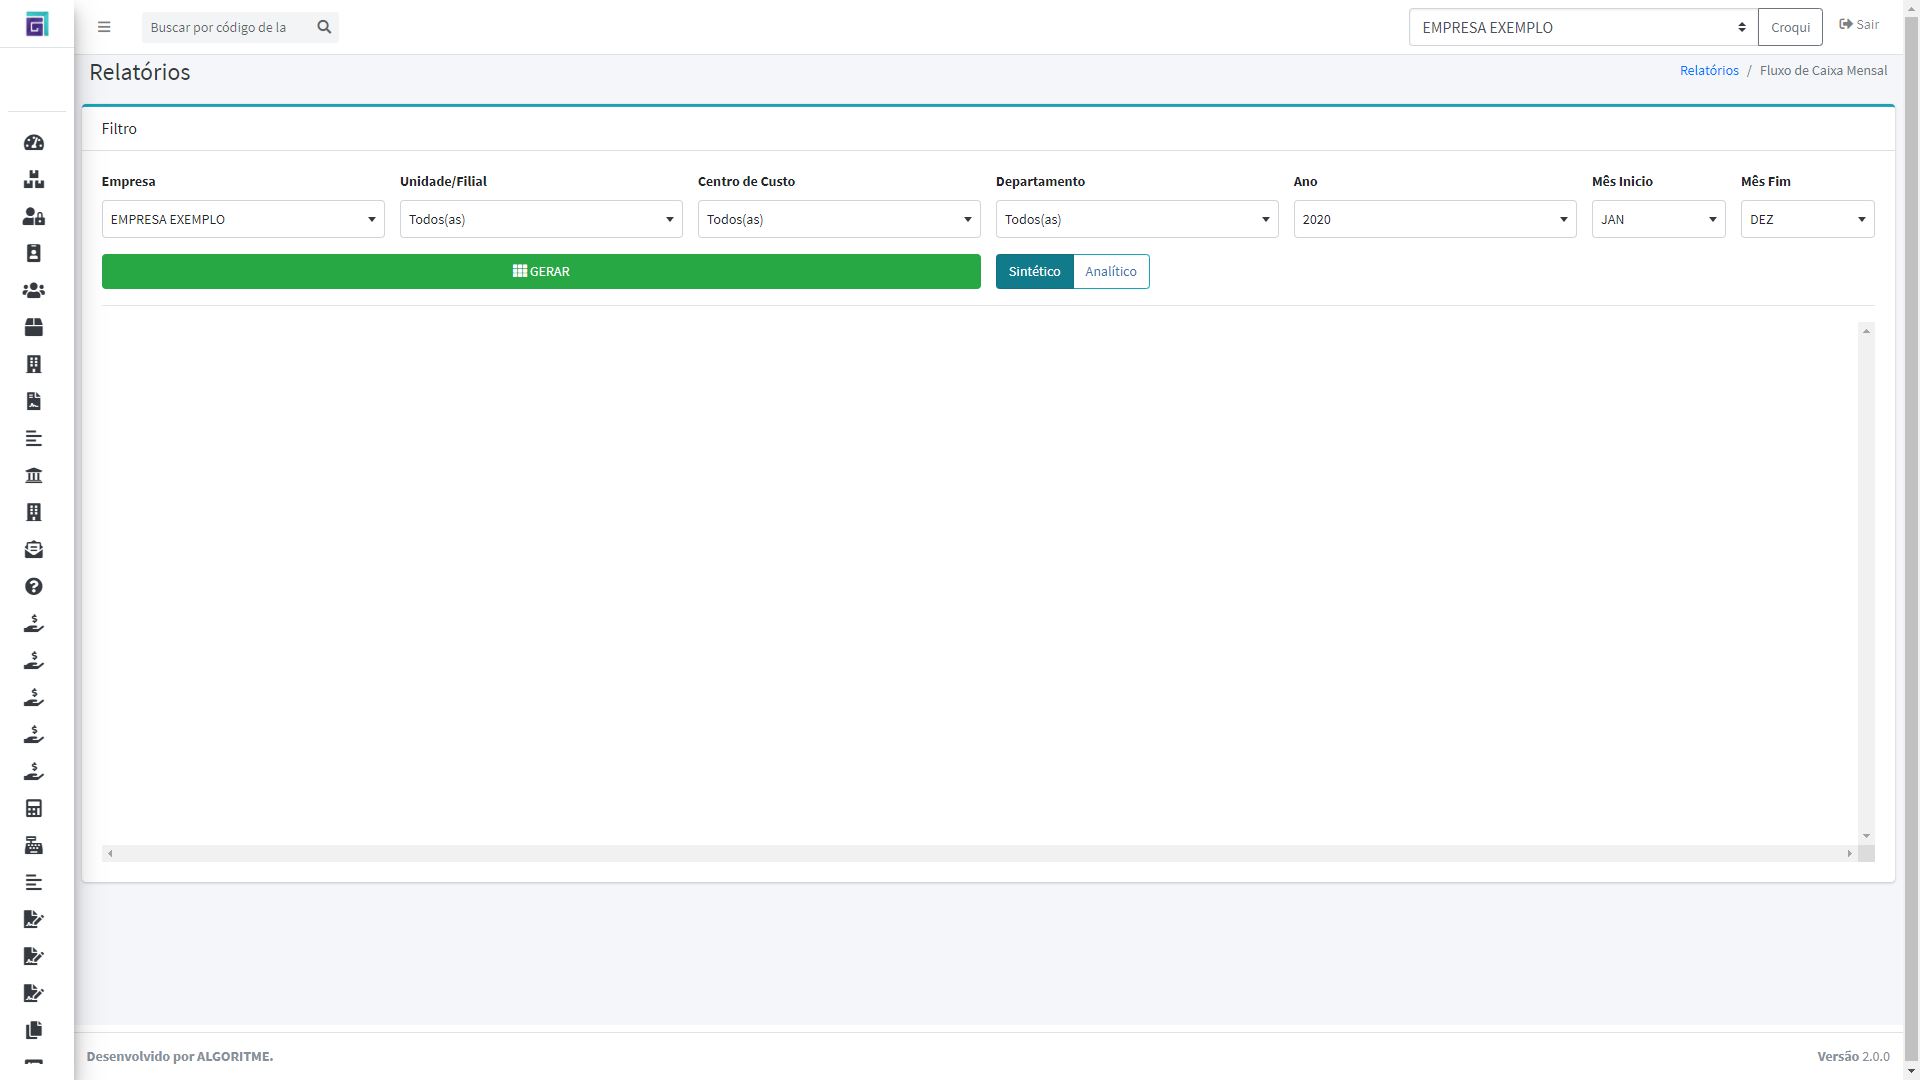 Buscar por código de la
EMPRESA EXEMPLO
Croqui
Sair
Relatórios
Relatórios / Fluxo de Caixa Mensal
Filtro
Empresa Unidade/Filial Centro de Custo Departamento Ano Mês Inicio Mês Fim
EMPRESA EXEMPLO Todos(as) Todos(as) Todos(as) 2020 JAN DEZ
GERAR
Sintético Analítico
Desenvolvido por ALGORITME.
Versão 2.0.0